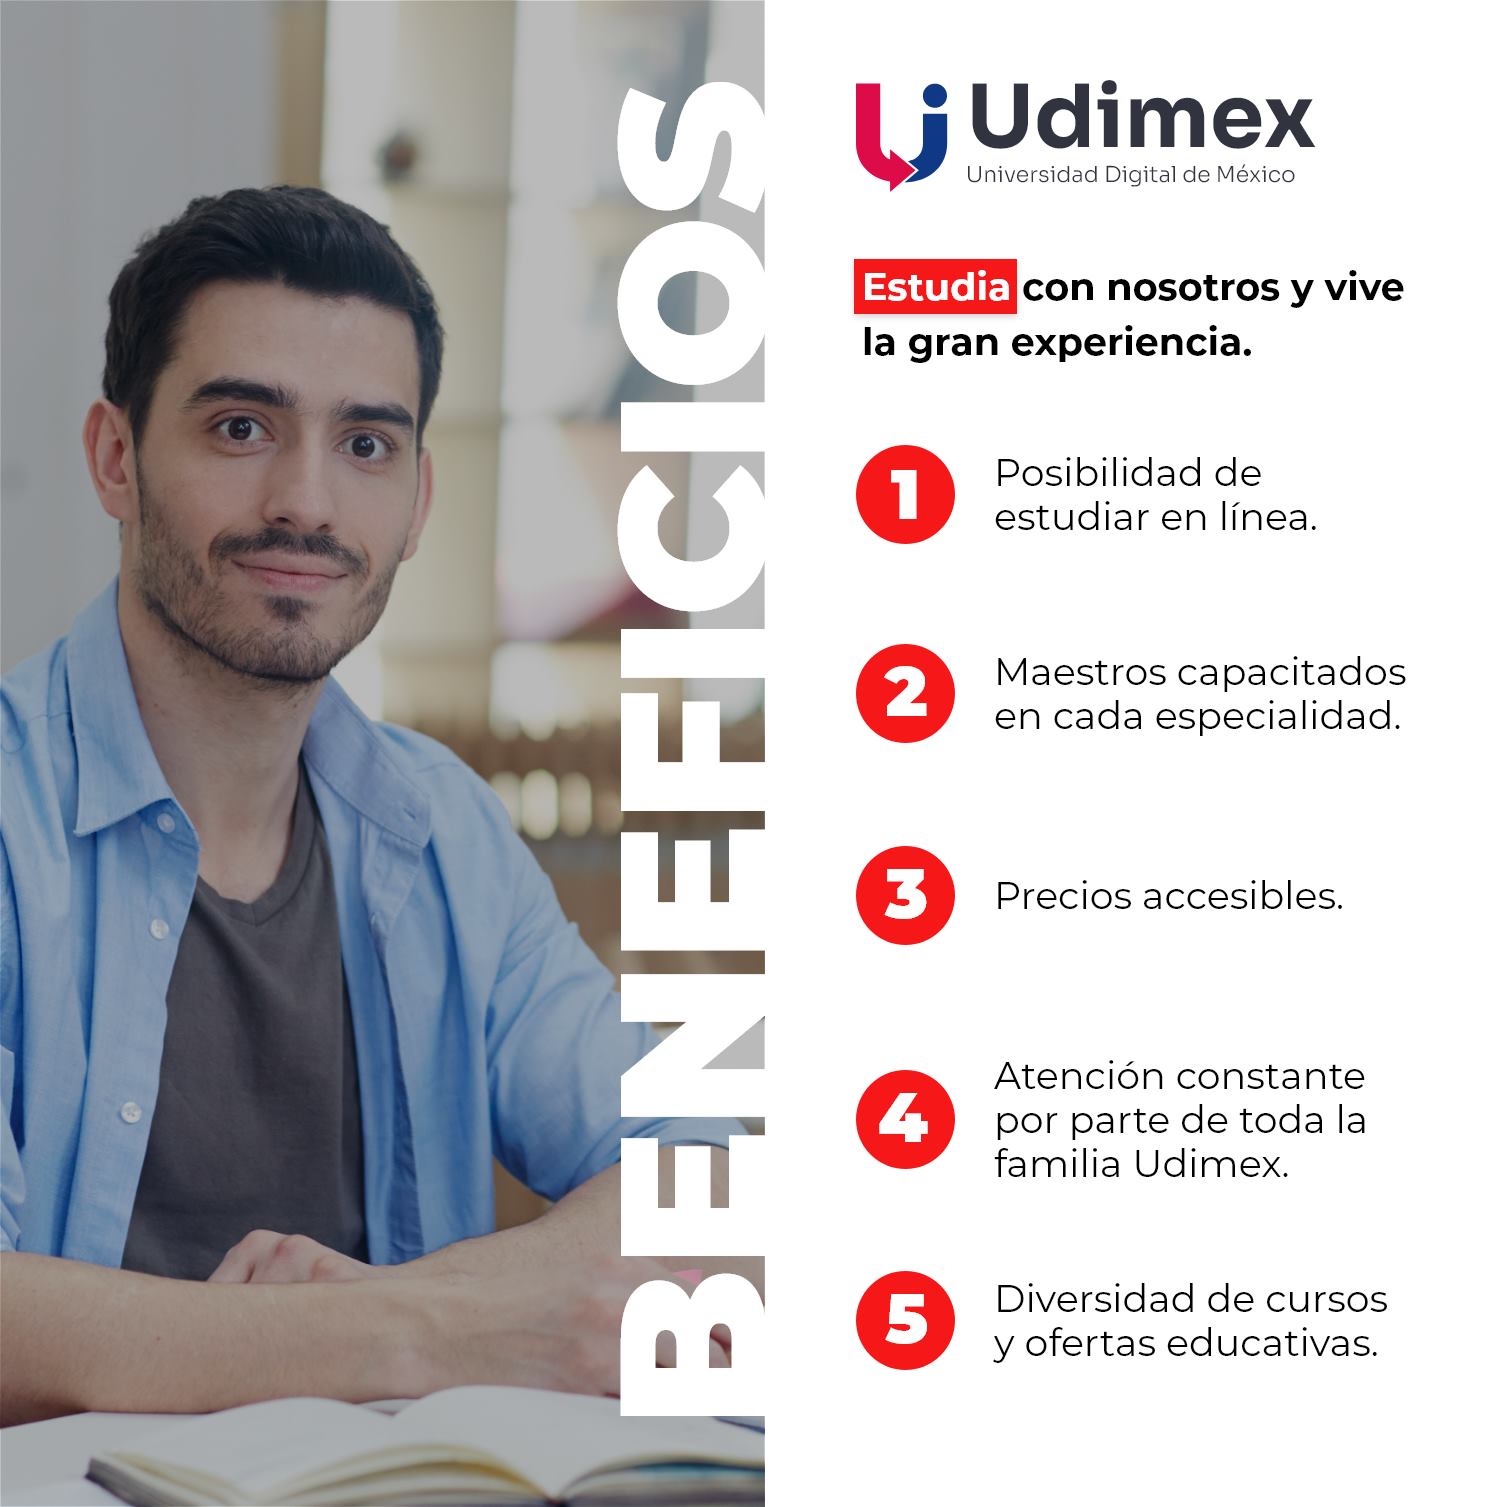 BENEFICIOS
Udimex
Universidad Digital de México
Estudia con nosotros y vive
la gran experiencia.
1
Posibilidad de
estudiar en línea.
2
Maestros capacitados
en cada especialidad.
3
Precios accesibles.
4
Atención constante
por parte de toda la
familia Udimex.
5
Diversidad de cursos
y ofertas educativas.